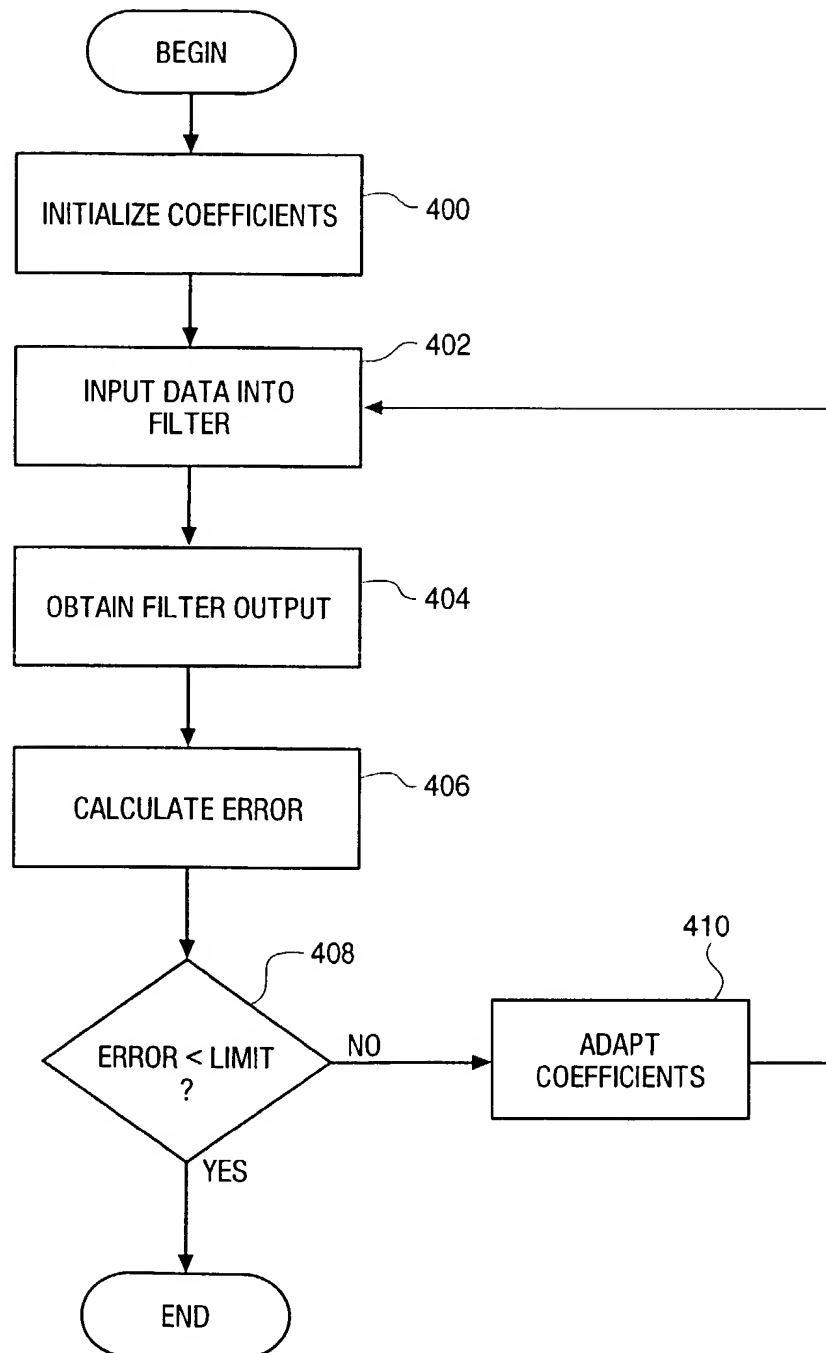 BEGIN
INITIALIZE COEFFICIENTS
400
402
INPUT DATA INTO
FILTER
OBTAIN FILTER OUTPUT
404
CALCULATE ERROR
406
408
ERROR < LIMIT
?
NO
410
ADAPT
COEFFICIENTS
YES
END